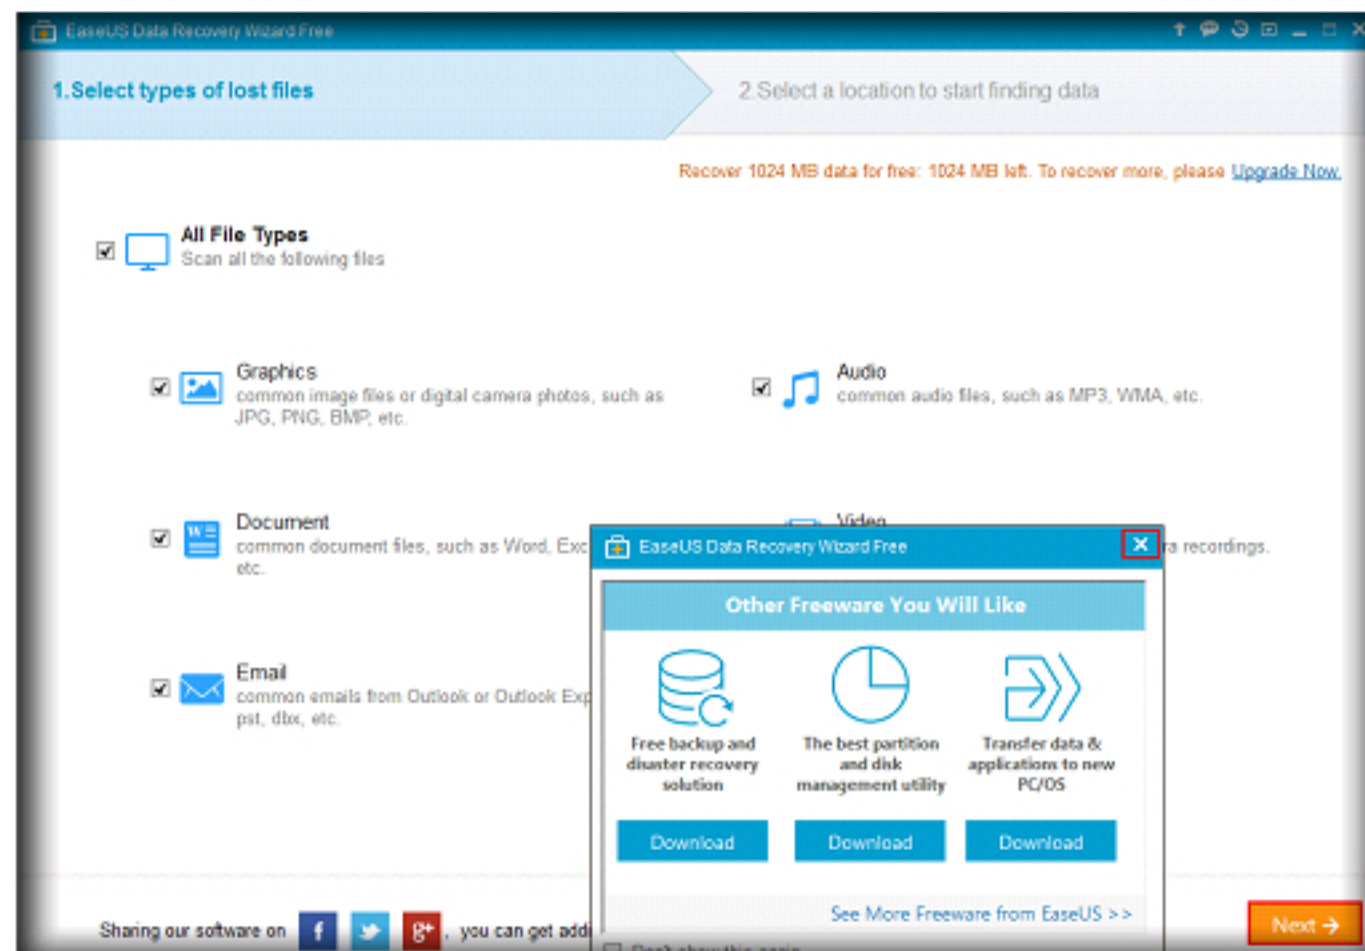 EaseUS Data Recovery Wizard Free
1.Select types of lost files
2.Select a location to start finding data
Recover 1024 MB data for free: 1024 MB left. To recover more, please Upgrade Now.
All File Types
Scan all the following files
Graphics
common image files or digital camera photos, such as
JPG, PNG, BMP, etc.
Audio
common audio files, such as MP3, WMA, etc.
Document
common document files, such as Word, Exc
etc.
Video
ra recordings.
Email
common emails from Outlook or Outlook Exp
pst, dbx, etc.
EaseUS Data Recovery Wizard Free
Other Freeware You Will Like
Free backup and
disaster recovery
solution
Download
The best partition
and disk
management utility
Download
Transfer data &
applications to new
PC/OS
Download
See More Freeware from EaseUS >>
Don't show this again
Sharing our software on f g+ , you can get addi
Next →